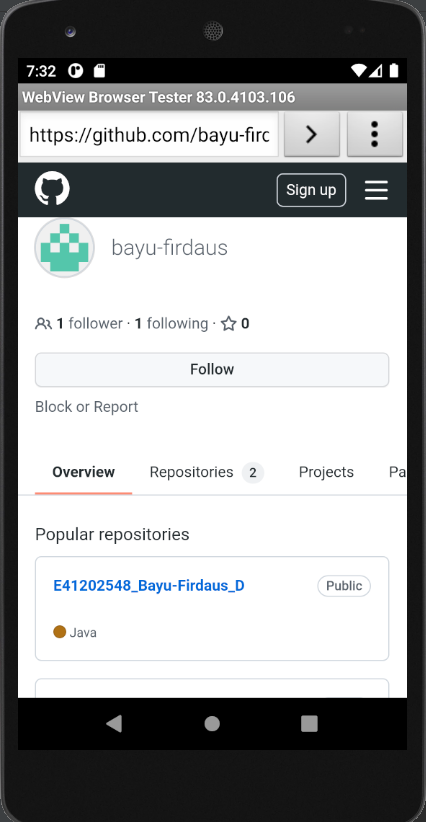 7:32
WebView Browser Tester 83.0.4103.106
https://github.com/bayu-firc
Sign up
bayu-firdaus
1 follower · 1 following · 0
Follow
Block or Report
Overview Repositories 2 Projects Pa
Popular repositories
E41202548_Bayu-Firdaus_D Public
Java